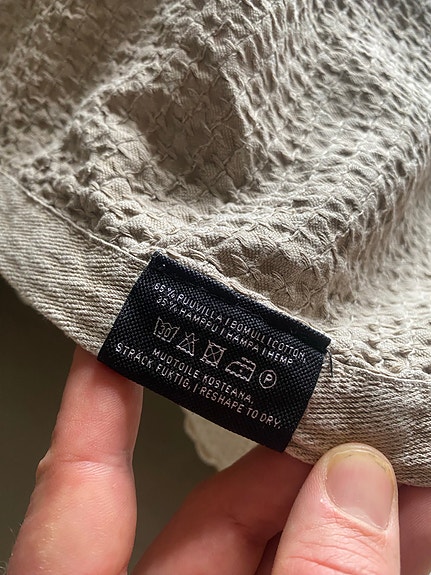 65% PUUVILLA | BOMULL | COTTON,
35% HAMPPU | HAMPA | HEMP
P
MUOTOILE KOSTEANA,
STRÄCK FUKTIG, | RESHAPE TO DRY.